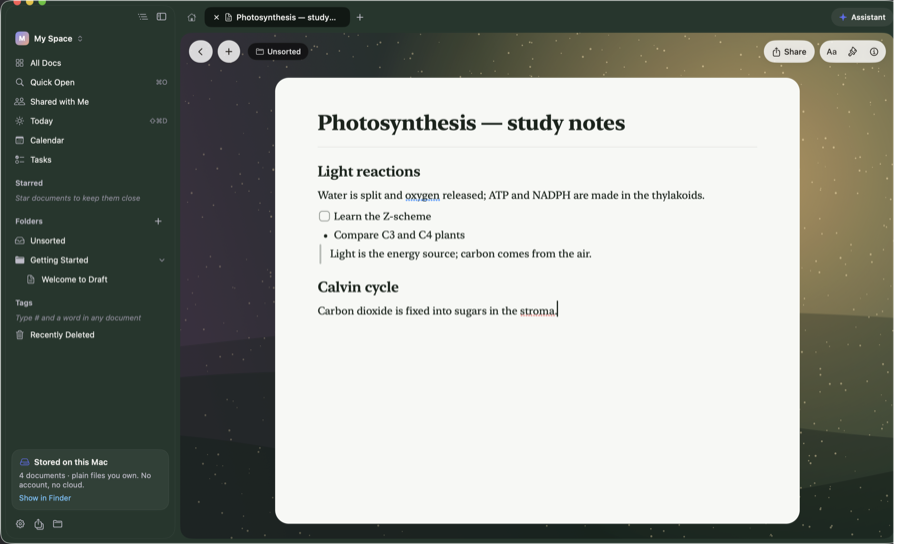 Photosynthesis — study...
Assistant
My Space
All Docs
Quick Open ⌘O
Shared with Me
Today ⇧⌘D
Calendar
Tasks
Starred
Star documents to keep them close
Folders
Unsorted
Getting Started
Welcome to Draft
Tags
Type # and a word in any document
Recently Deleted
Stored on this Mac
4 documents · plain files you own. No
account, no cloud.
Show in Finder
Unsorted
Share
Aa
Photosynthesis — study notes
Light reactions
Water is split and oxygen released; ATP and NADPH are made in the thylakoids.
Learn the Z-scheme
• Compare C3 and C4 plants
Light is the energy source; carbon comes from the air.
Calvin cycle
Carbon dioxide is fixed into sugars in the stroma.